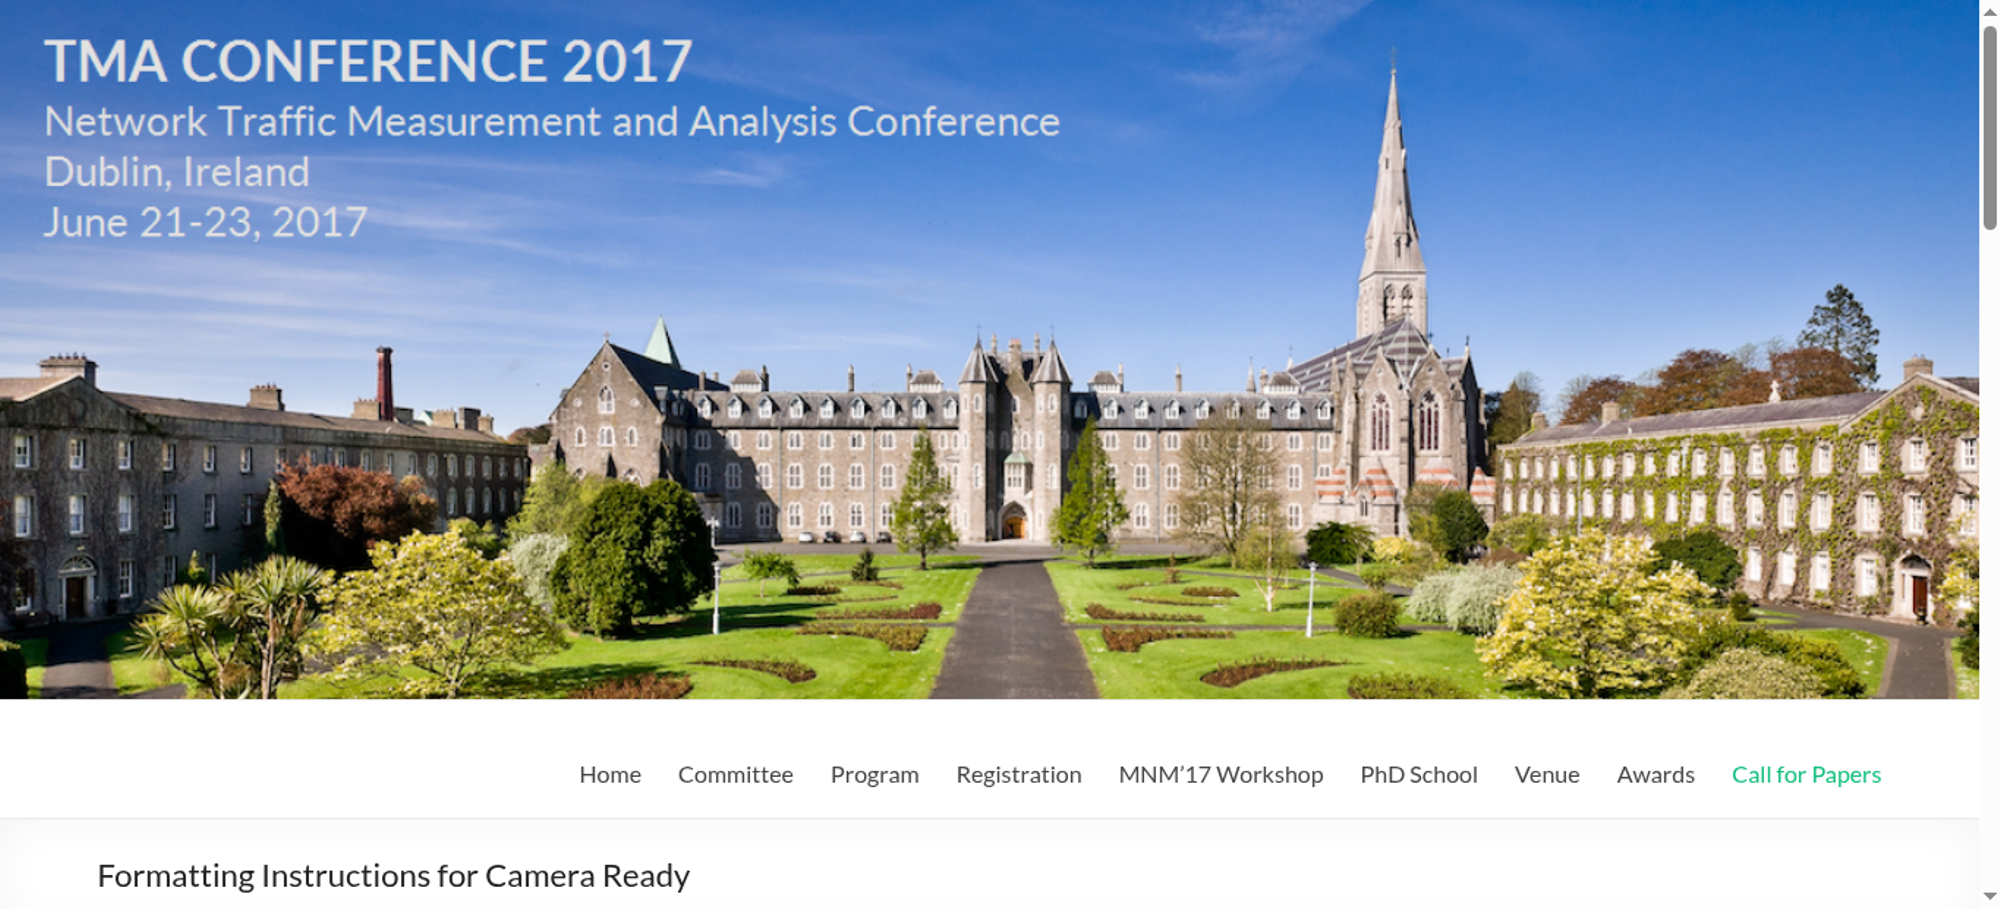 TMA CONFERENCE 2017
Network Traffic Measurement and Analysis Conference
Dublin, Ireland
June 21-23, 2017
Home Committee Program Registration MNM’17 Workshop PhD School Venue Awards Call for Papers
Formatting Instructions for Camera Ready